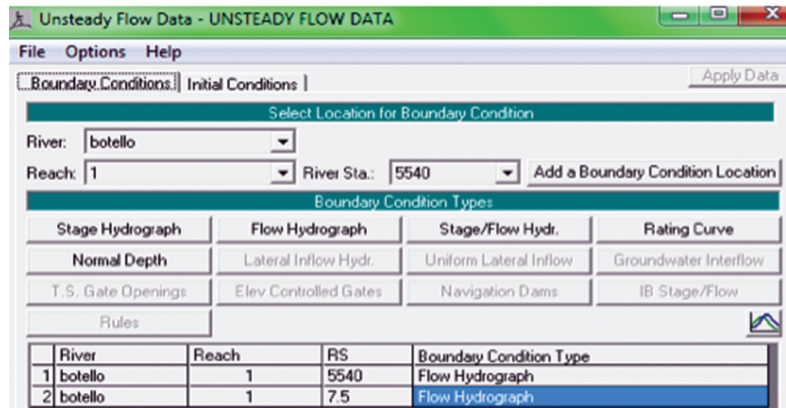 Unsteady Flow Data - UNSTEADY FLOW DATA
File Options Help
Boundary Conditions Initial Conditions Apply Data
Select Location for Boundary Condition
River: botello
Reach: 1 River Sta.: 5540 Add a Boundary Condition Location
Boundary Condition Types
Stage Hydrograph Flow Hydrograph Stage/Flow Hydr. Rating Curve
Normal Depth Lateral Inflow Hydr. Uniform Lateral Inflow Groundwater Interflow
T.S. Gate Openings Elev Controlled Gates Navigation Dams IB Stage/Flow
Rules
River Reach RS Boundary Condition Type
1 botello 1 5540 Flow Hydrograph
2 botello 1 7.5 Flow Hydrograph